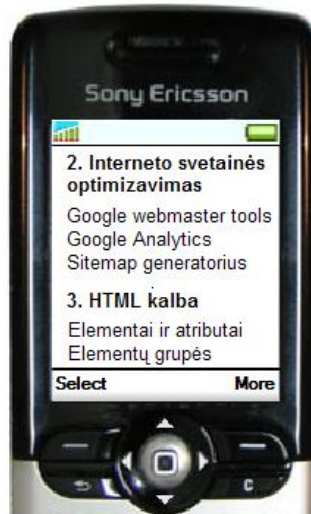 Sony Ericsson
2. Interneto svetainės
optimizavimas
Google webmaster tools
Google Analytics
Sitemap generatorius
3. HTML kalba
Elementai ir atributai
Elementų grupės
Select More
C